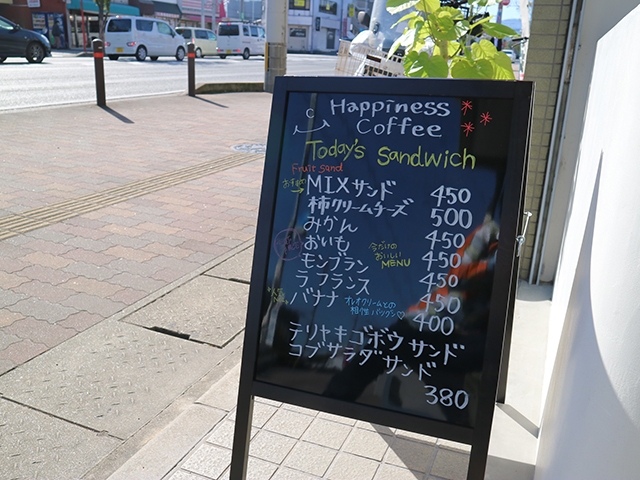 Happiness
Coffee
Today's Sandwich
Fruit sand
MIXサンド 450
柿クリームチーズ 500
みかん 450
おいも 450
今だけの
おいしい
MENU
モンブラン 450
ラ フランス 450
バナナ オレオクリームとの
相性バツグン♡ 400
テリヤキゴボウサンド
コブサラダサンド
380